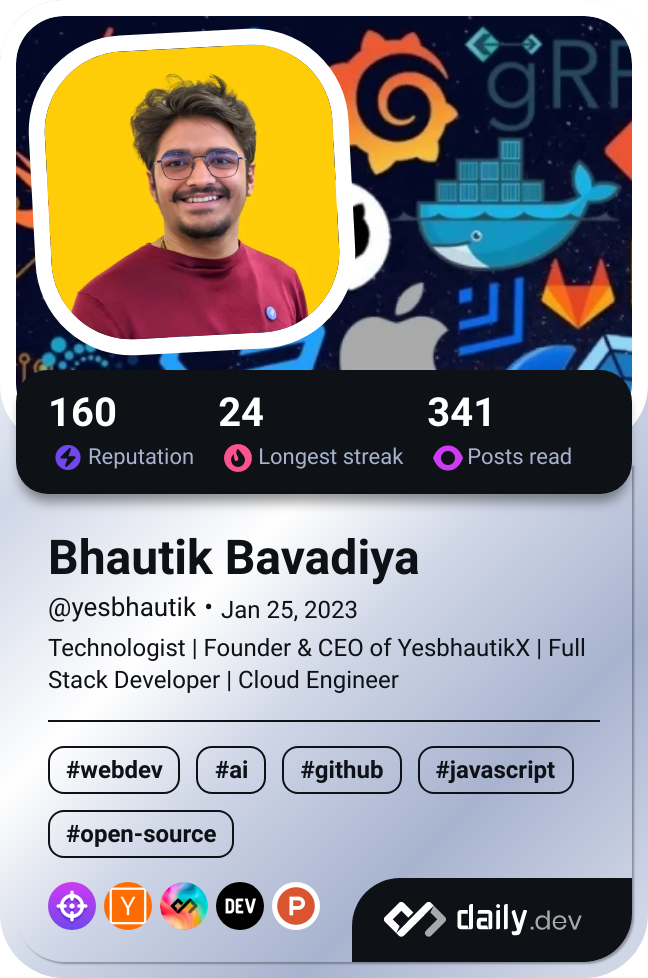 gRP
160 24 341
Reputation Longest streak Posts read
Bhautik Bavadiya
@yesbhautik • Jan 25, 2023
Technologist | Founder & CEO of YesbhautikX | Full
Stack Developer | Cloud Engineer
#webdev #ai #github #javascript
#open-source
Y DEV P
daily.dev